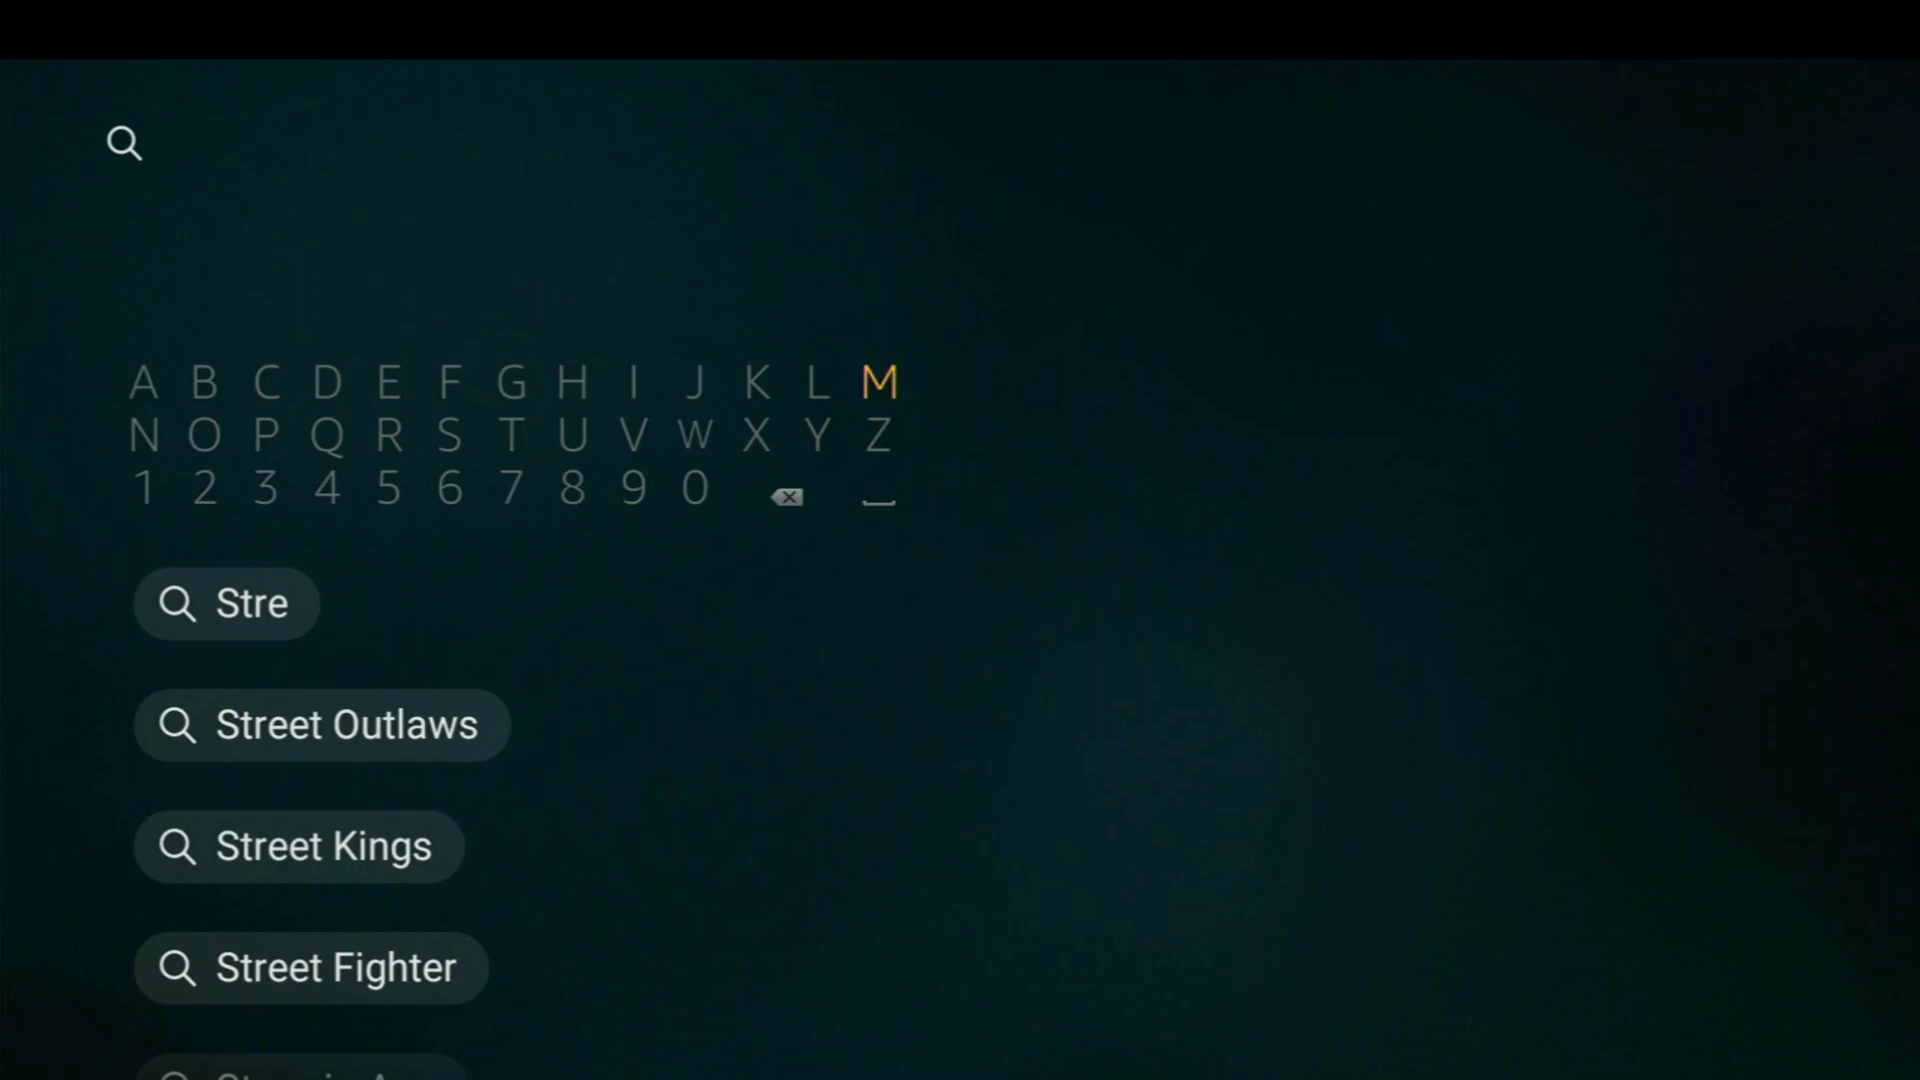 A B C D E F G H I J K L M
N O P Q R S T U V W X Y Z
1 2 3 4 5 6 7 8 9 0
Stre
Street Outlaws
Street Kings
Street Fighter